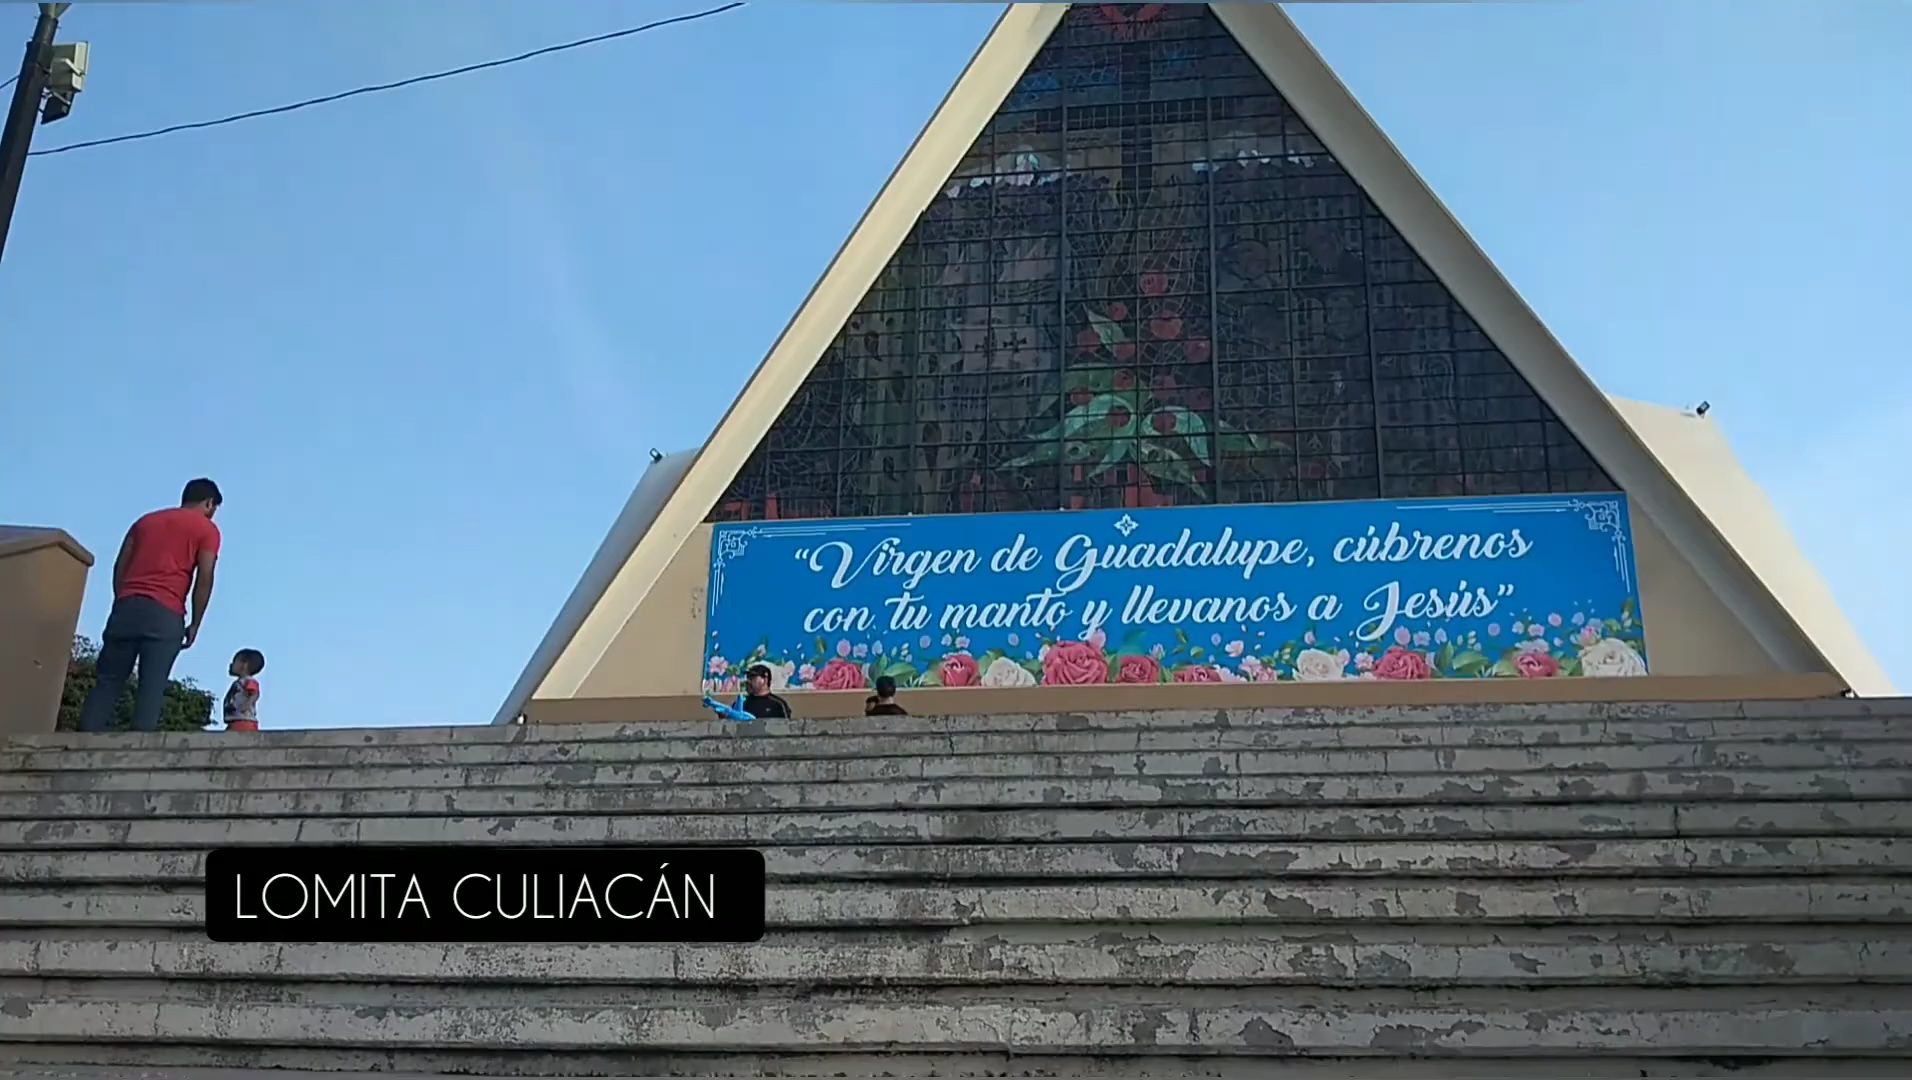 “Virgen de Guadalupe, cúbrenos
con tu manto y llevanos a Jesús”
LOMITA CULIACÁN